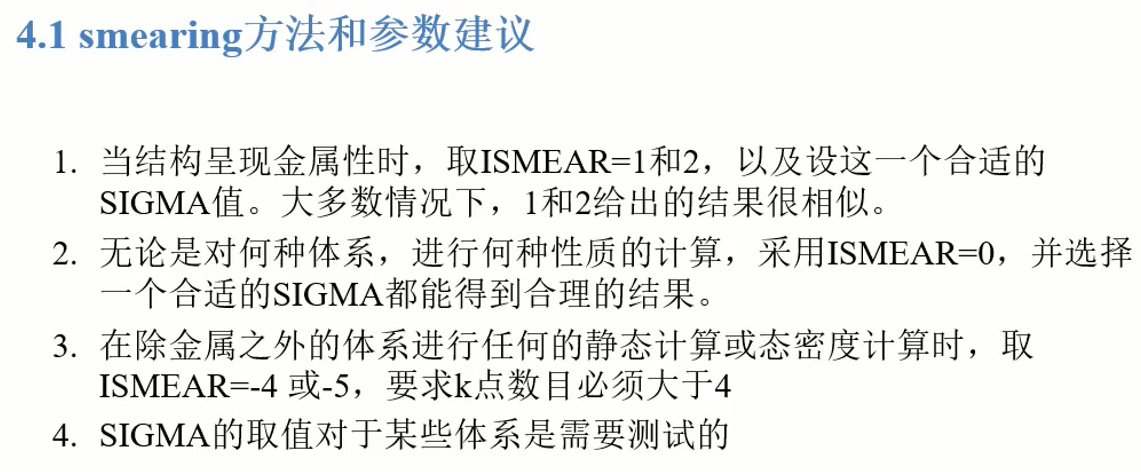 4.1 smearing方法和参数建议
1. 当结构呈现金属性时，取ISMEAR=1和2，以及设这一个合适的
SIGMA值。大多数情况下，1和2给出的结果很相似。
2. 无论是对何种体系，进行何种性质的计算，采用ISMEAR=0，并选择
一个合适的SIGMA都能得到合理的结果。
3. 在除金属之外的体系进行任何的静态计算或态密度计算时，取
ISMEAR=-4 或-5，要求k点数目必须大于4
4. SIGMA的取值对于某些体系是需要测试的